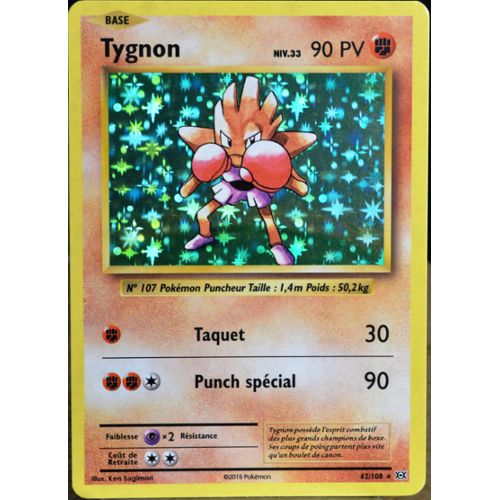 BASE
Tygnon NIV.33 90 PV
N° 107 Pokémon Puncheur Taille : 1,4m Poids : 50,2kg
Taquet 30
Punch spécial 90
Faiblesse ×2 Résistance
Coût de
Retraite
Tygnon possède l'esprit combatif
des plus grands champions de boxe.
Ses coups de poing partent plus vite
qu'un boulet de canon.
Illus. Ken Sugimori ©2016 Pokémon 62/108 ★